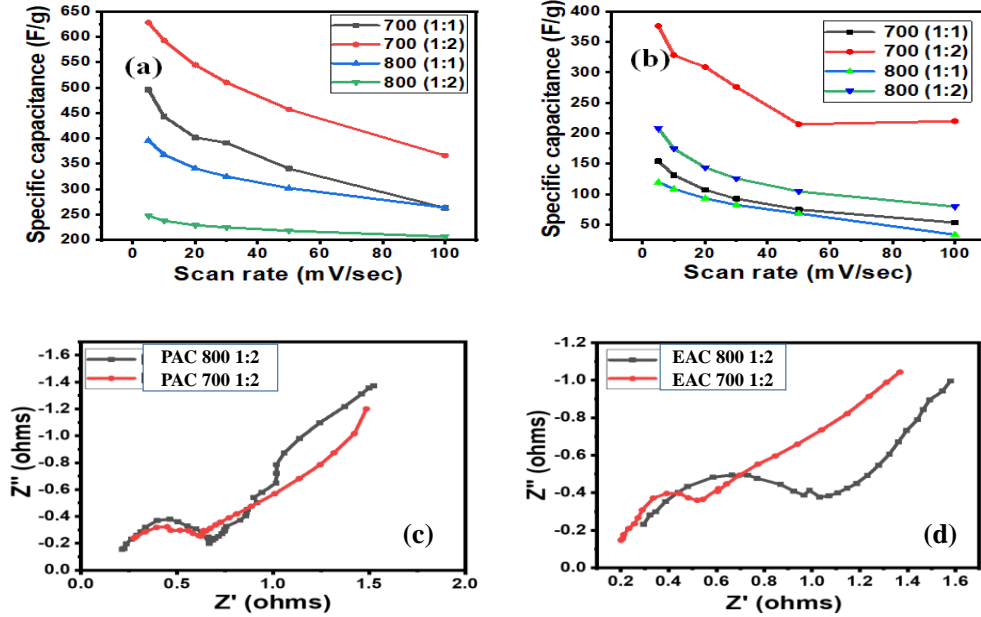 Specific capacitance (F/g)
650
600
550
500
450
400
350
300
250
200
(a)
700 (1:1)
700 (1:2)
800 (1:1)
800 (1:2)
0 20 40 60 80 100
Scan rate (mV/sec)
Specific capacitance (F/g)
400
350
300
250
200
150
100
50
(b)
700 (1:1)
700 (1:2)
800 (1:1)
800 (1:2)
0 20 40 60 80 100
Scan rate (mV/sec)
Z'' (ohms)
-1.6
-1.4
-1.2
-1.0
-0.8
-0.6
-0.4
-0.2
0.0
PAC 800 1:2
PAC 700 1:2
(c)
0.0 0.5 1.0 1.5 2.0
Z' (ohms)
Z'' (ohms)
-1.2
-1.0
-0.8
-0.6
-0.4
-0.2
0.0
EAC 800 1:2
EAC 700 1:2
(d)
0.2 0.4 0.6 0.8 1.0 1.2 1.4 1.6
Z' (ohms)